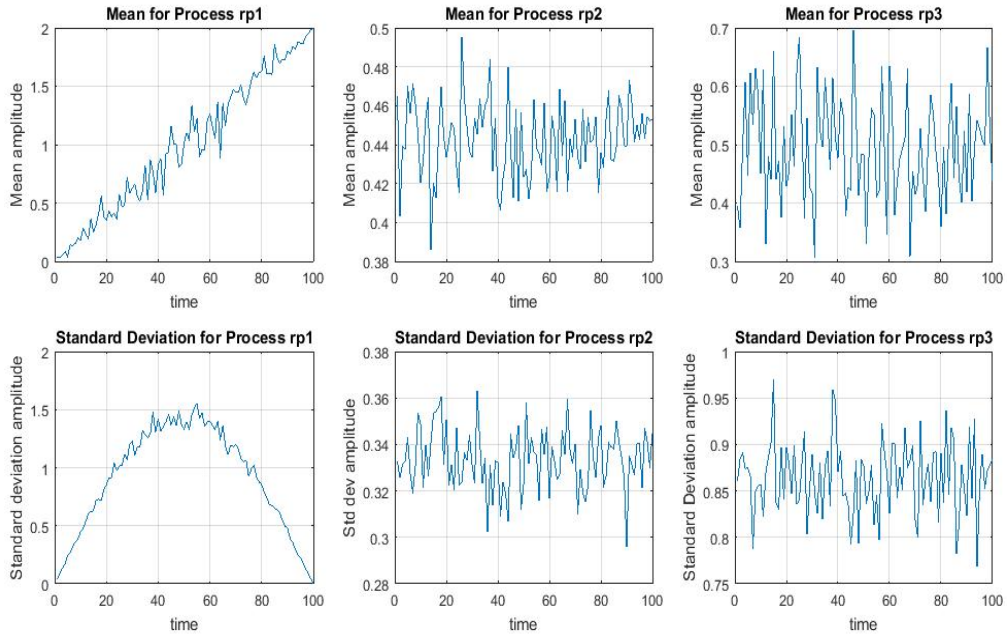 Mean for Process rp1
Mean amplitude
2
1.5
1
0.5
0
0 20 40 60 80 100
time
Mean for Process rp2
Mean amplitude
0.5
0.48
0.46
0.44
0.42
0.4
0.38
0 20 40 60 80 100
time
Mean for Process rp3
Mean amplitude
0.7
0.6
0.5
0.4
0.3
0 20 40 60 80 100
time
Standard Deviation for Process rp1
Standard deviation amplitude
2
1.5
1
0.5
0
0 20 40 60 80 100
time
Standard Deviation for Process rp2
Std dev amplitude
0.38
0.36
0.34
0.32
0.3
0.28
0 20 40 60 80 100
time
Standard Deviation for Process rp3
Standard Deviation amplitude
1
0.95
0.9
0.85
0.8
0.75
0 20 40 60 80 100
time